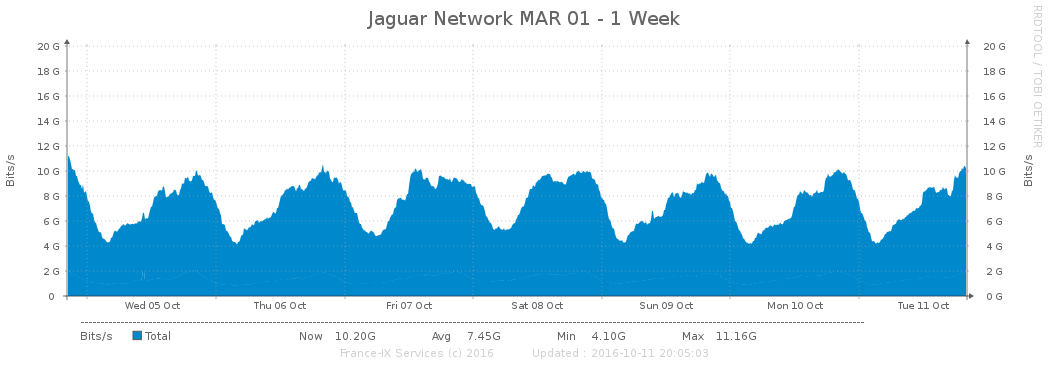 Jaguar Network MAR 01 - 1 Week
RRDTOOL / TOBI OETIKER
Bits/s
20 G 20 G
18 G 18 G
16 G 16 G
14 G 14 G
12 G 12 G
10 G 10 G
8 G 8 G
6 G 6 G
4 G 4 G
2 G 2 G
0 0 G
Bits/s
Wed 05 Oct Thu 06 Oct Fri 07 Oct Sat 08 Oct Sun 09 Oct Mon 10 Oct Tue 11 Oct
Bits/s Total Now 10.20G Avg 7.45G Min 4.10G Max 11.16G
France-IX Services (c) 2016 Updated : 2016-10-11 20:05:03